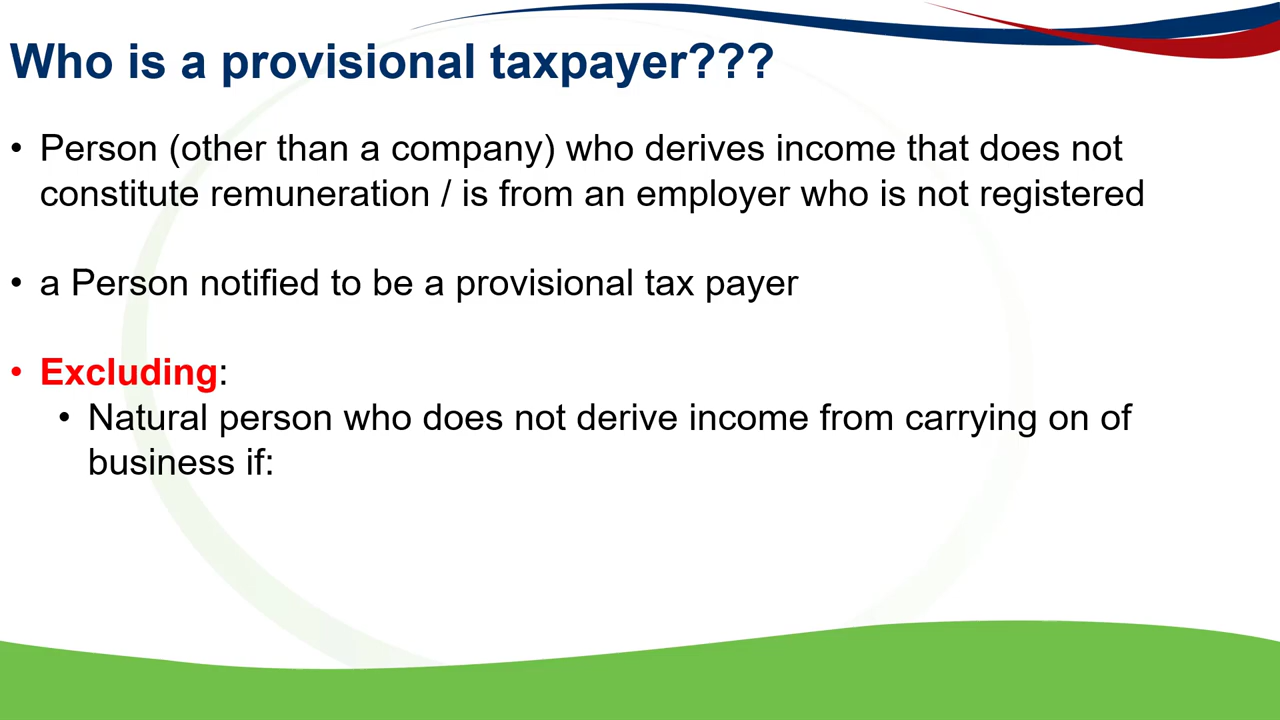 Who is a provisional taxpayer???
• Person (other than a company) who derives income that does not
constitute remuneration / is from an employer who is not registered
• a Person notified to be a provisional tax payer
• Excluding:
• Natural person who does not derive income from carrying on of
business if: